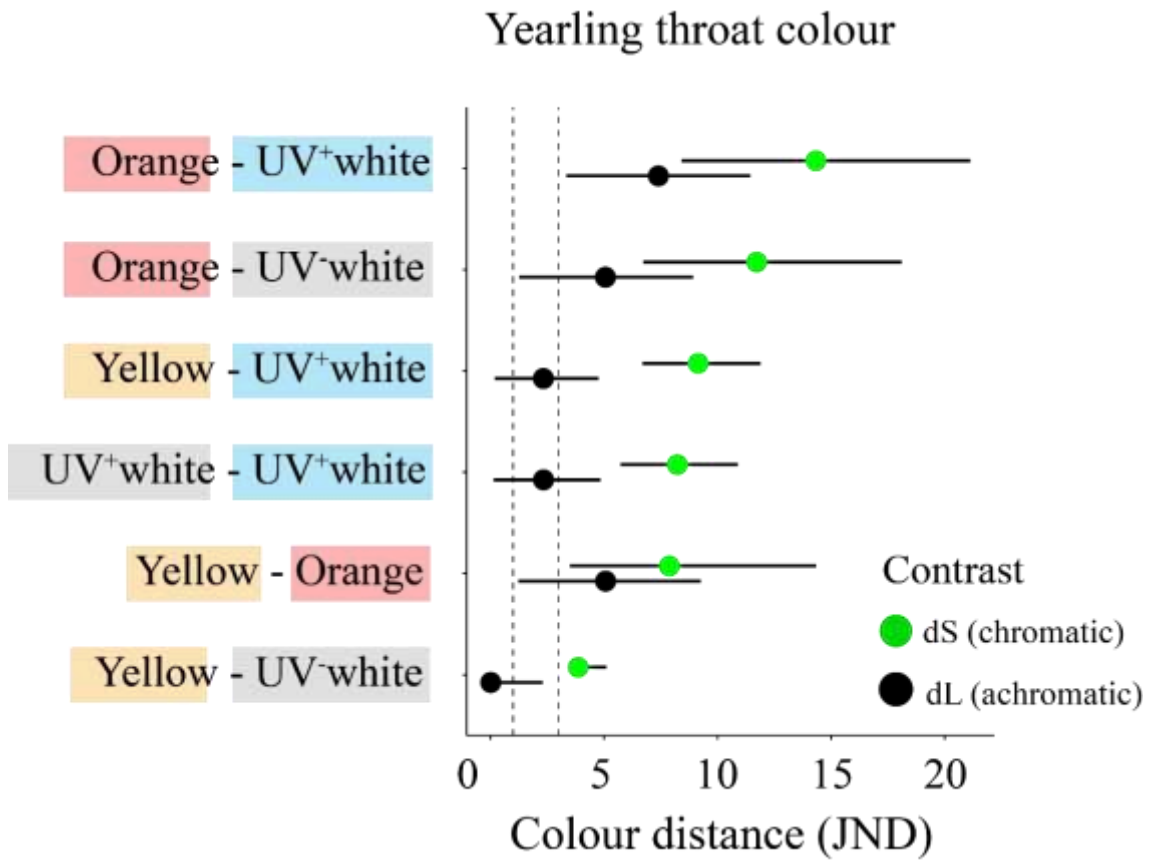 Yearling throat colour
Orange - UV⁺white
Orange - UV⁻white
Yellow - UV⁺white
UV⁺white - UV⁺white
Yellow - Orange
Yellow - UV⁻white
Contrast
dS (chromatic)
dL (achromatic)
0 5 10 15 20
Colour distance (JND)